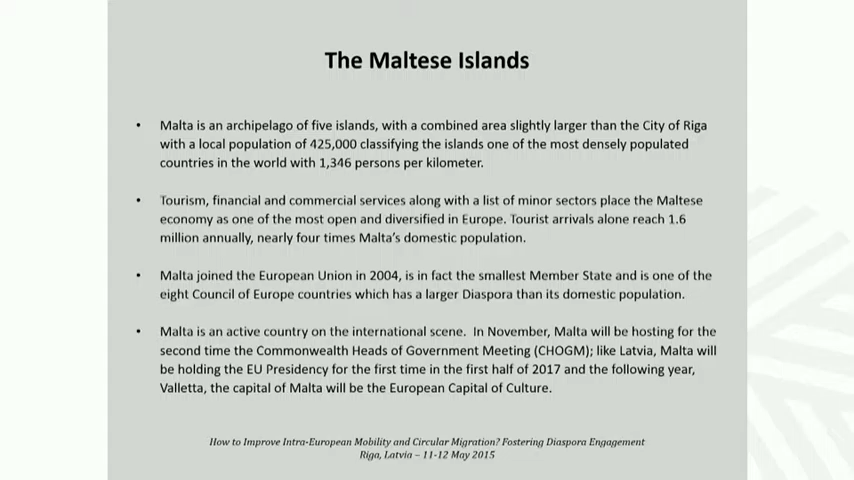 The Maltese Islands
• Malta is an archipelago of five islands, with a combined area slightly larger than the City of Riga
with a local population of 425,000 classifying the islands one of the most densely populated
countries in the world with 1,346 persons per kilometer.
• Tourism, financial and commercial services along with a list of minor sectors place the Maltese
economy as one of the most open and diversified in Europe. Tourist arrivals alone reach 1.6
million annually, nearly four times Malta's domestic population.
• Malta joined the European Union in 2004, is in fact the smallest Member State and is one of the
eight Council of Europe countries which has a larger Diaspora than its domestic population.
• Malta is an active country on the international scene. In November, Malta will be hosting for the
second time the Commonwealth Heads of Government Meeting (CHOGM); like Latvia, Malta will
be holding the EU Presidency for the first time in the first half of 2017 and the following year,
Valletta, the capital of Malta will be the European Capital of Culture.
How to Improve Intra-European Mobility and Circular Migration? Fostering Diaspora Engagement
Riga, Latvia – 11-12 May 2015